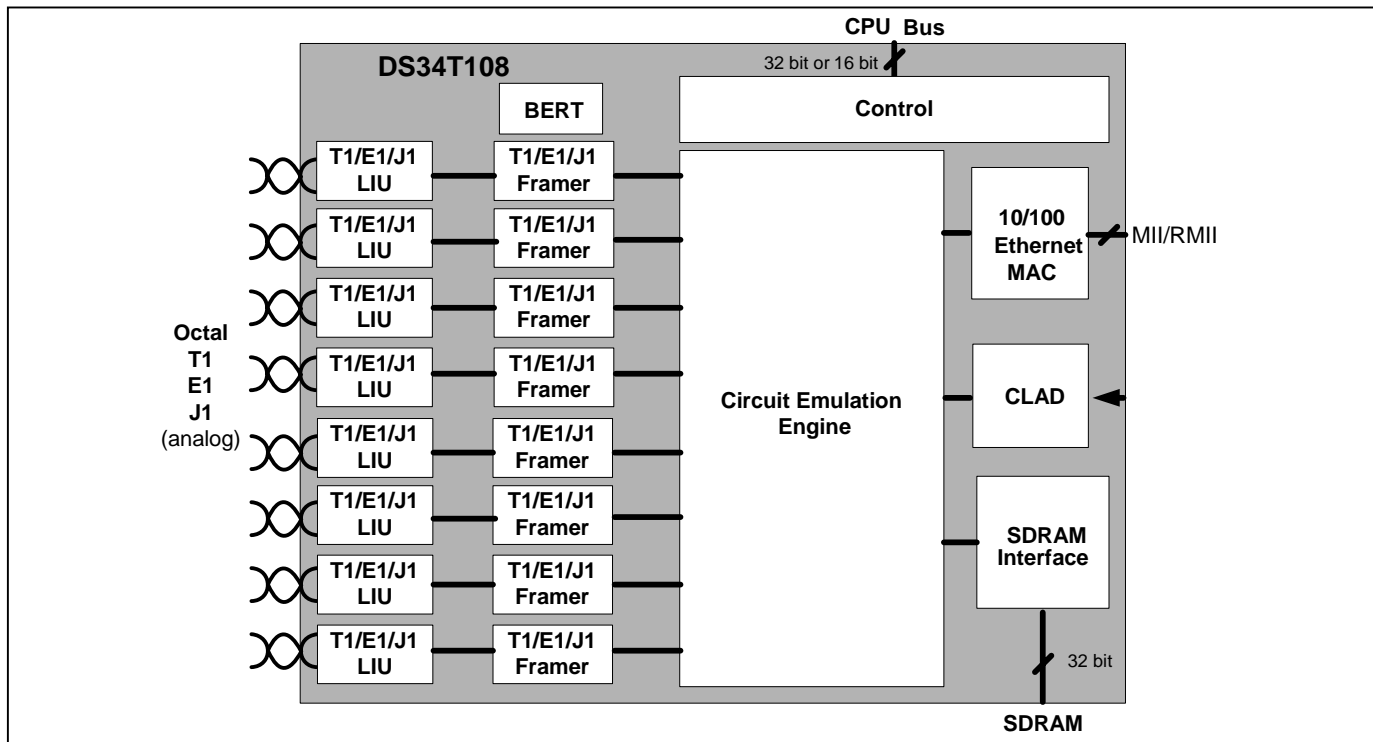 CPU Bus
DS34T108
32 bit or 16 bit
BERT
Control
T1/E1/J1
LIU
T1/E1/J1
Framer
T1/E1/J1
LIU
T1/E1/J1
Framer
T1/E1/J1
LIU
T1/E1/J1
Framer
T1/E1/J1
LIU
T1/E1/J1
Framer
T1/E1/J1
LIU
T1/E1/J1
Framer
T1/E1/J1
LIU
T1/E1/J1
Framer
T1/E1/J1
LIU
T1/E1/J1
Framer
T1/E1/J1
LIU
T1/E1/J1
Framer
Octal
T1
E1
J1
(analog)
Circuit Emulation
Engine
10/100
Ethernet
MAC
MII/RMII
CLAD
SDRAM
Interface
32 bit
SDRAM